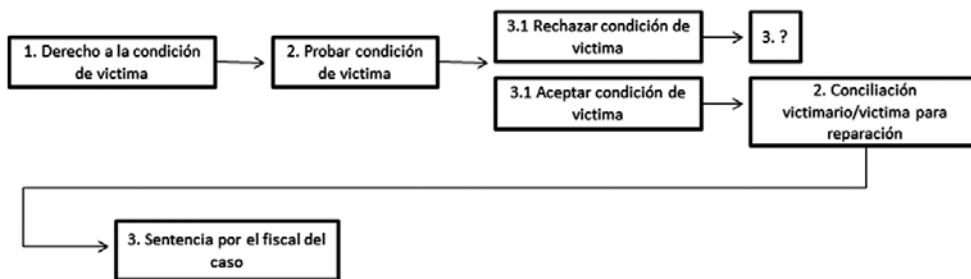 1. Derecho a la condición
de victima
2. Probar condición
de victima
3.1 Rechazar condición de
victima
3. ?
3.1 Aceptar condición de
victima
2. Conciliación
victimario/victima para
reparación
3. Sentencia por el fiscal del
caso